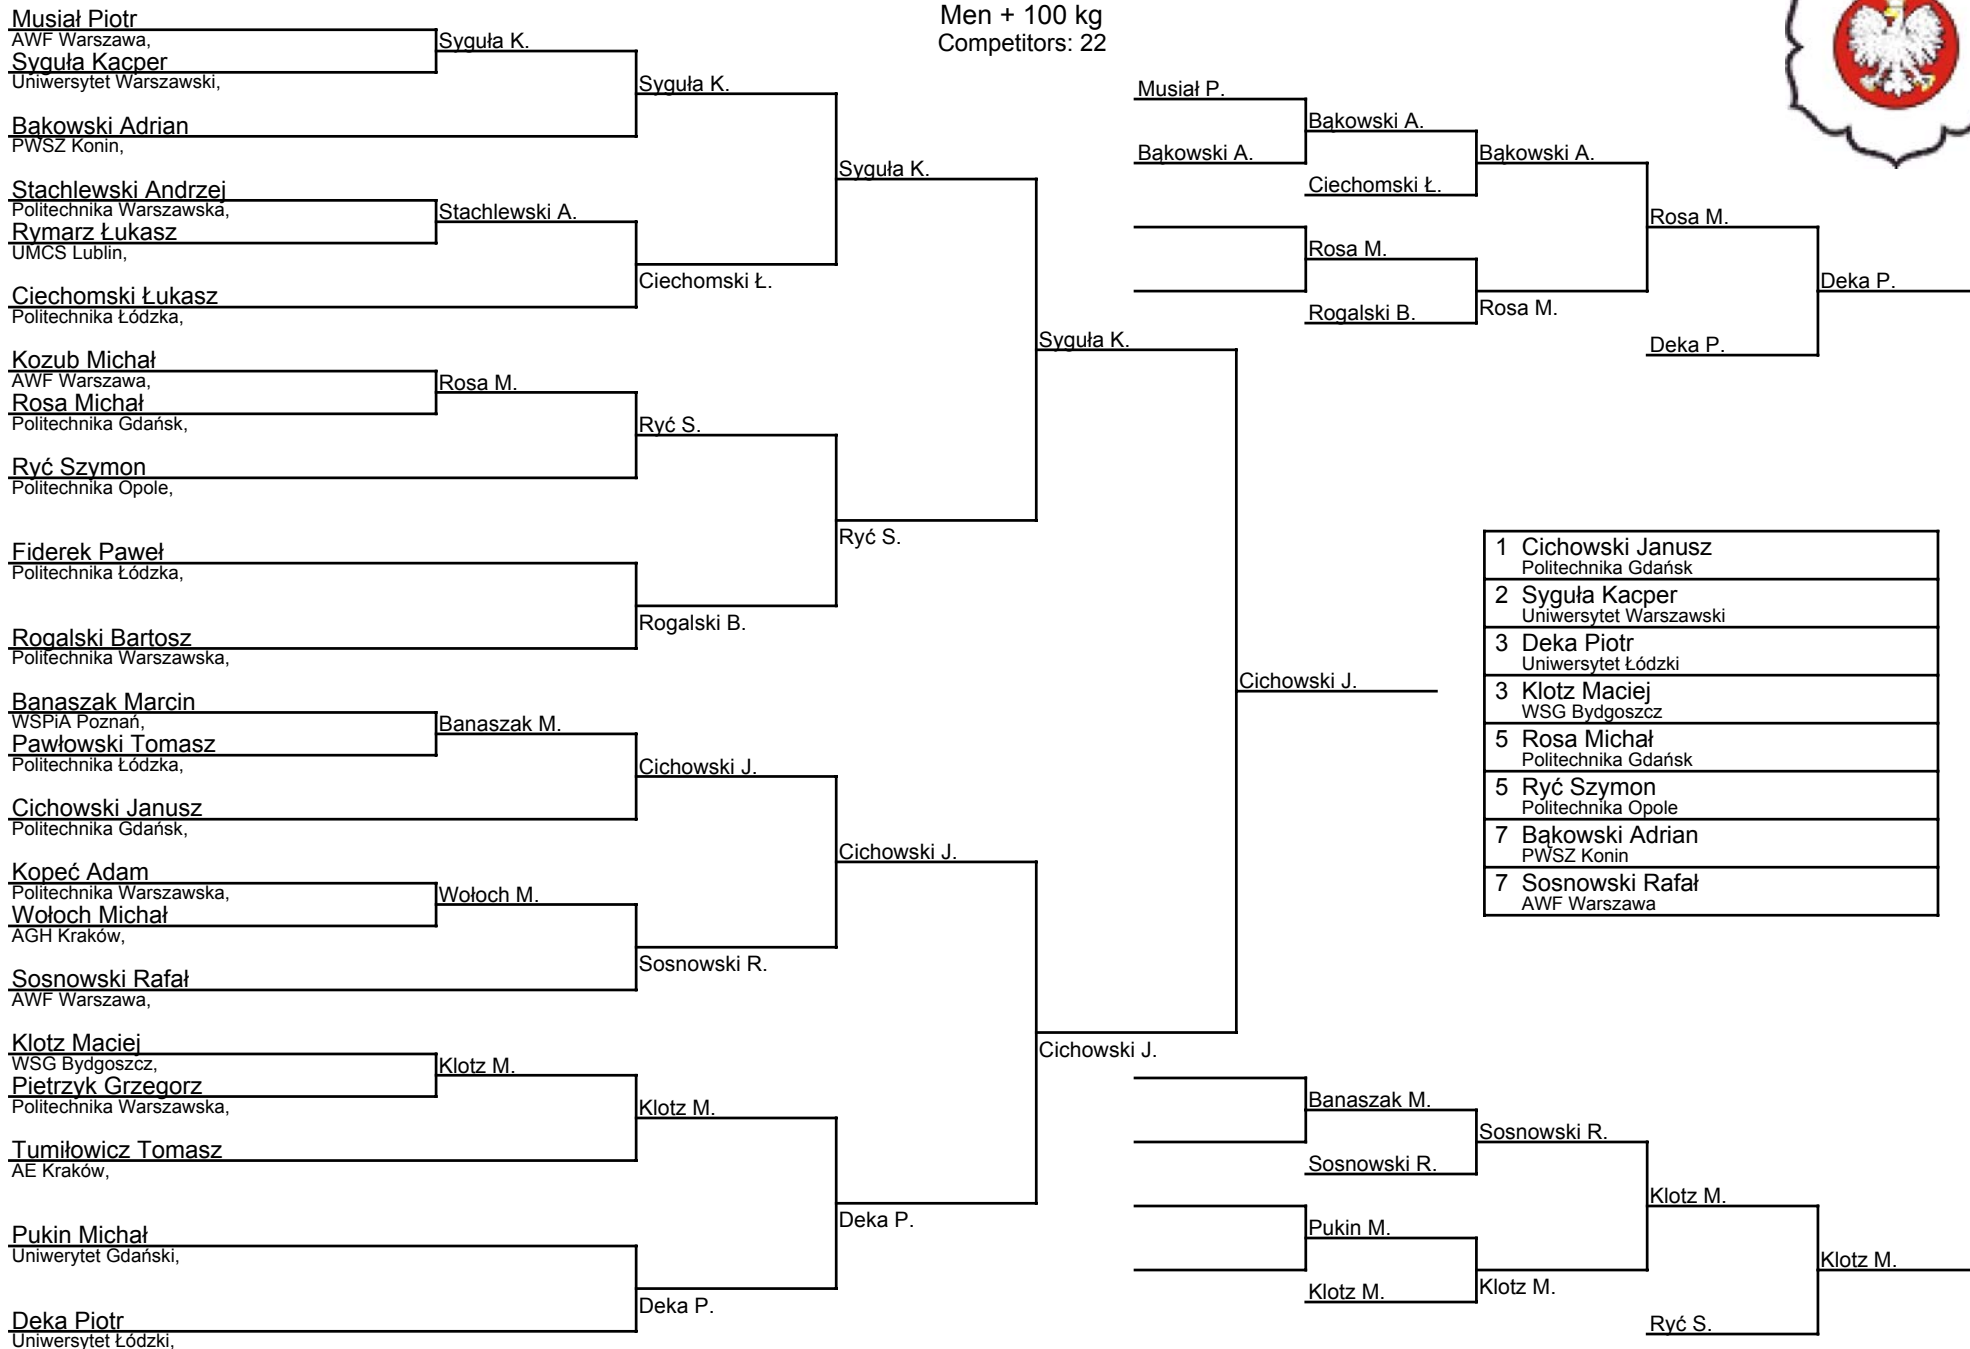 Men + 100 kg
Competitors: 22
Musiał Piotr
AWF Warszawa,
Syguła Kacper
Uniwersytet Warszawski,
Bąkowski Adrian
PWSZ Konin,
Stachlewski Andrzej
Politechnika Warszawska,
Rymarz Łukasz
UMCS Lublin,
Ciechomski Łukasz
Politechnika Łódzka,
Kozub Michał
AWF Warszawa,
Rosa Michał
Politechnika Gdańsk,
Ryć Szymon
Politechnika Opole,
Fiderek Paweł
Politechnika Łódzka,
Rogalski Bartosz
Politechnika Warszawska,
Banaszak Marcin
WSPiA Poznań,
Pawłowski Tomasz
Politechnika Łódzka,
Cichowski Janusz
Politechnika Gdańsk,
Kopeć Adam
Politechnika Warszawska,
Wołoch Michał
AGH Kraków,
Sosnowski Rafał
AWF Warszawa,
Klotz Maciej
WSG Bydgoszcz,
Pietrzyk Grzegorz
Politechnika Warszawska,
Tumiłowicz Tomasz
AE Kraków,
Pukin Michał
Uniwerytet Gdański,
Deka Piotr
Uniwersytet Łódzki,
Syguła K.
Stachlewski A.
Rosa M.
Banaszak M.
Wołoch M.
Klotz M.
Syguła K.
Ciechomski Ł.
Ryć S.
Rogalski B.
Cichowski J.
Sosnowski R.
Klotz M.
Deka P.
Syguła K.
Ryć S.
Cichowski J.
Deka P.
Syguła K.
Cichowski J.
Cichowski J.
Musiał P.
Bąkowski A.
Bąkowski A.
Ciechomski Ł.
Rosa M.
Rogalski B.
Bąkowski A.
Rosa M.
Rosa M.
Deka P.
Deka P.
1 Cichowski Janusz
Politechnika Gdańsk
2 Syguła Kacper
Uniwersytet Warszawski
3 Deka Piotr
Uniwersytet Łódzki
3 Klotz Maciej
WSG Bydgoszcz
5 Rosa Michał
Politechnika Gdańsk
5 Ryć Szymon
Politechnika Opole
7 Bąkowski Adrian
PWSZ Konin
7 Sosnowski Rafał
AWF Warszawa
Banaszak M.
Sosnowski R.
Pukin M.
Klotz M.
Sosnowski R.
Klotz M.
Klotz M.
Ryć S.
Klotz M.